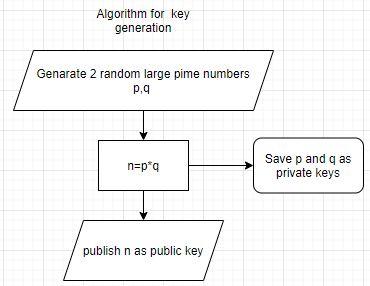 Algorithm for key
generation
Genarate 2 random large pime numbers
p,q
n=p*q
Save p and q as
private keys
publish n as public key